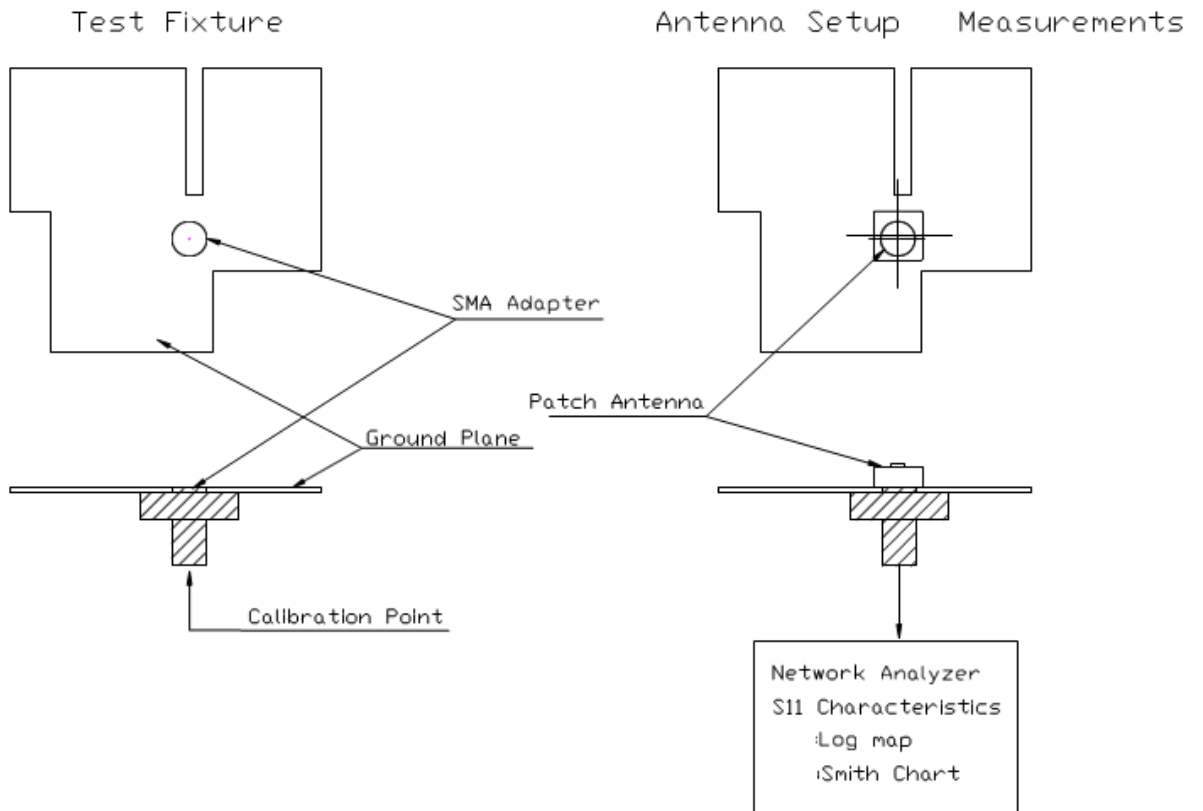 Test Fixture
Antenna Setup Measurements
SMA Adapter
Patch Antenna
Ground Plane
Calibration Point
Network Analyzer
S11 Characteristics
:Log map
:Smith Chart